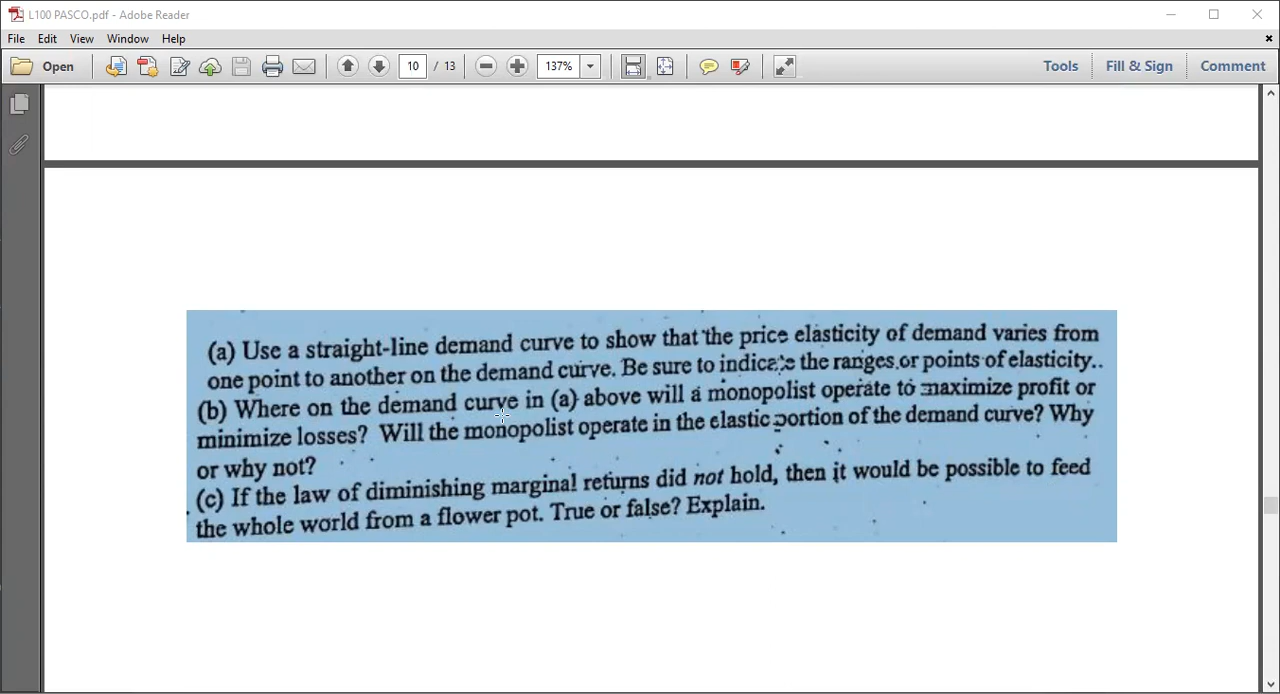 L100 PASCO.pdf - Adobe Reader
File Edit View Window Help
Open 10 / 13 137% Tools Fill & Sign Comment
(a) Use a straight-line demand curve to show that the price elasticity of demand varies from
one point to another on the demand curve. Be sure to indicate the ranges or points of elasticity..
(b) Where on the demand curve in (a) above will a monopolist operate to maximize profit or
minimize losses? Will the monopolist operate in the elastic portion of the demand curve? Why
or why not?
(c) If the law of diminishing marginal returns did not hold, then it would be possible to feed
the whole world from a flower pot. True or false? Explain.